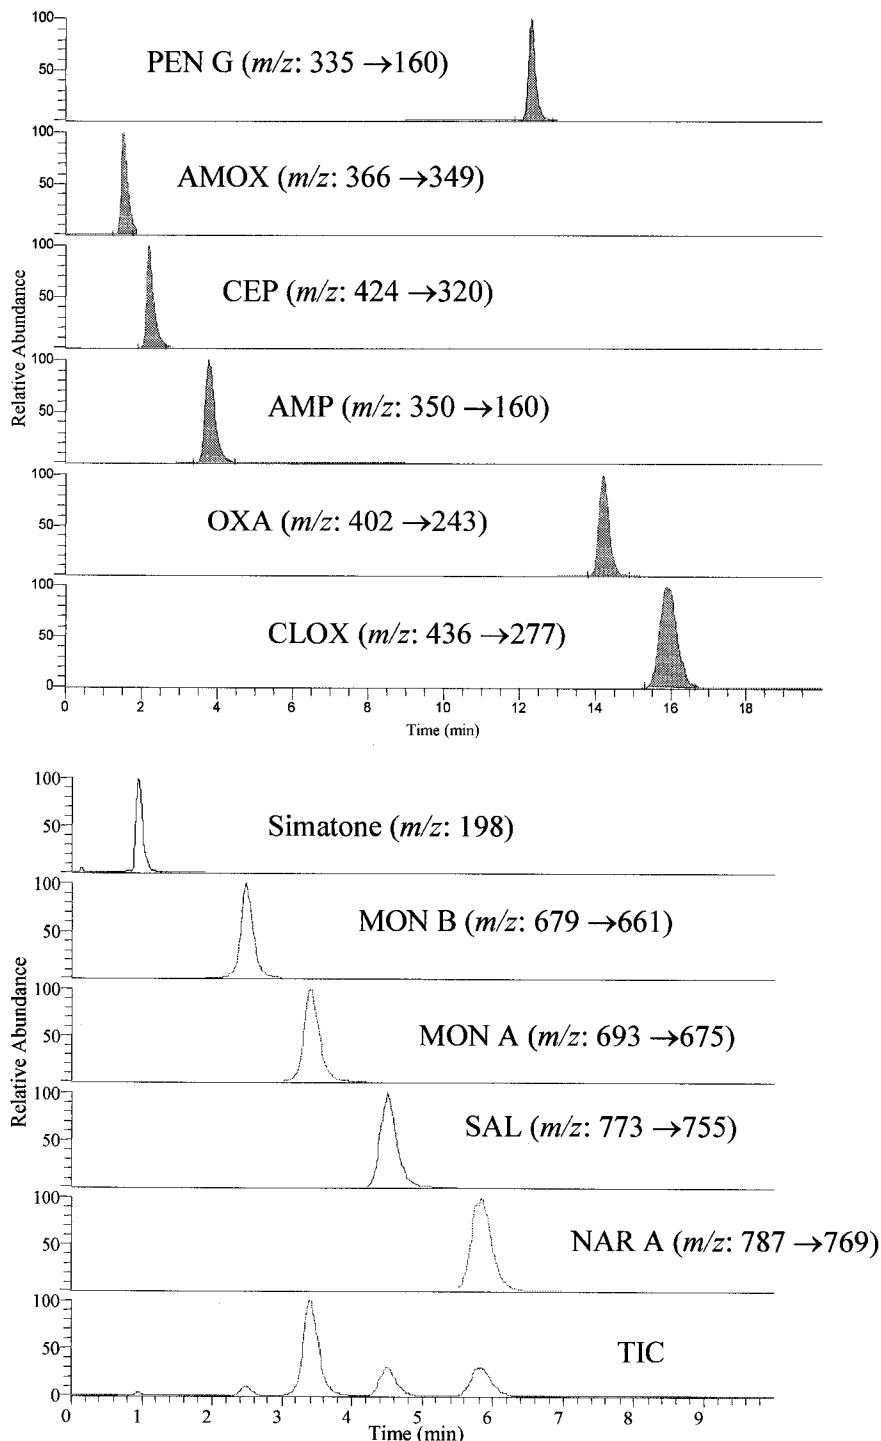 100
50
PEN G (m/z: 335 →160)
100
50
AMOX (m/z: 366 →349)
100
50
CEP (m/z: 424 →320)
100
50
AMP (m/z: 350 →160)
100
50
OXA (m/z: 402 →243)
100
50
0
CLOX (m/z: 436 →277)
Relative Abundance
0 2 4 6 8 10 12 14 16 18
Time (min)
100
50
Simatone (m/z: 198)
100
50
MON B (m/z: 679 →661)
100
50
MON A (m/z: 693 →675)
100
50
SAL (m/z: 773 →755)
100
50
NAR A (m/z: 787 →769)
100
50
0
TIC
Relative Abundance
0 1 2 3 4 5 6 7 8 9
Time (min)